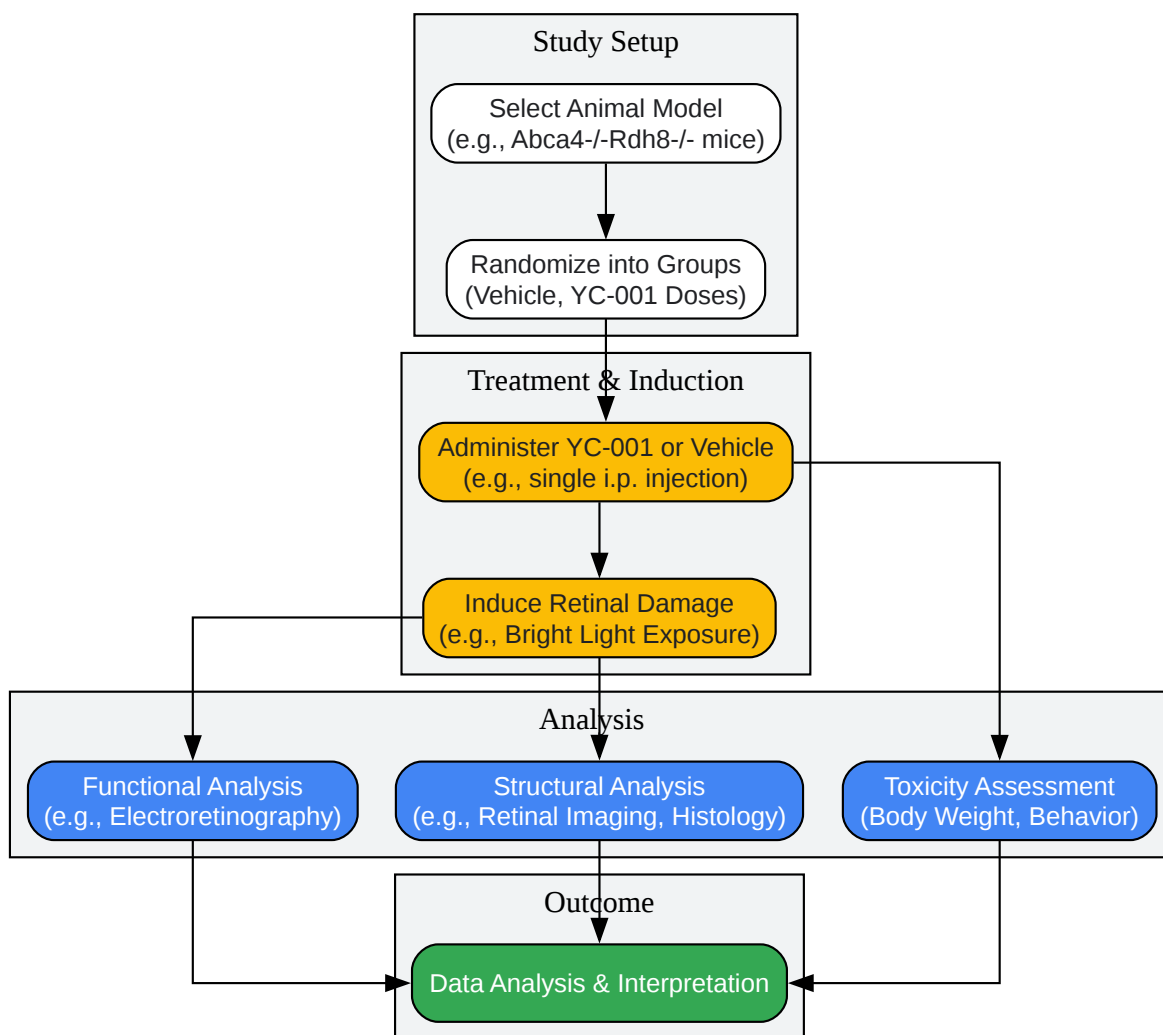 Study Setup
Select Animal Model
(e.g., Abca4-/-Rdh8-/- mice)
Randomize into Groups
(Vehicle, YC-001 Doses)
Treatment & Induction
Administer YC-001 or Vehicle
(e.g., single i.p. injection)
Induce Retinal Damage
(e.g., Bright Light Exposure)
Analysis
Functional Analysis
(e.g., Electroretinography)
Structural Analysis
(e.g., Retinal Imaging, Histology)
Toxicity Assessment
(Body Weight, Behavior)
Outcome
Data Analysis & Interpretation